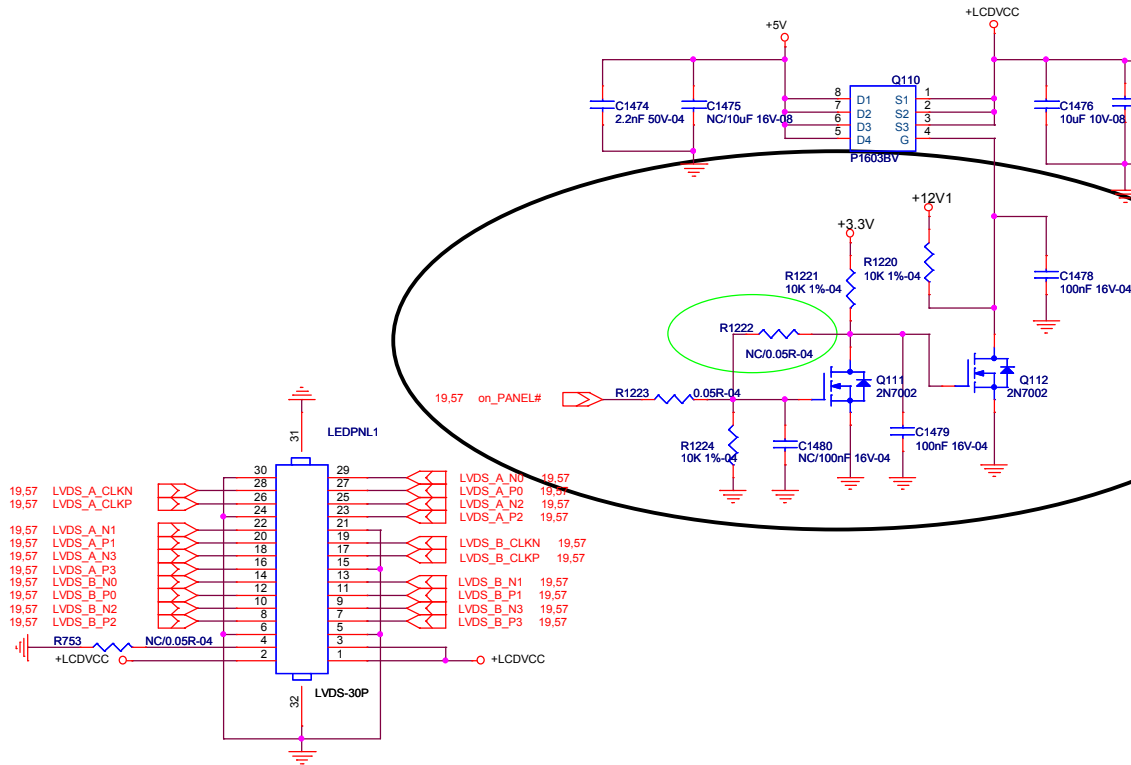 +5V
+LCDVCC
Q110
C1474
2.2nF 50V-04
C1475
NC/10uF 16V-08
8 D1 S1 1
7 D2 S2 2
6 D3 S3 3
5 D4 G 4
P1603BV
C1476
10uF 10V-08
+12V1
+3.3V
R1221
10K 1%-04
R1220
10K 1%-04
C1478
100nF 16V-04
R1222
NC/0.05R-04
Q111
2N7002
Q112
2N7002
19,57 on_PANEL#
R1223 0.05R-04
R1224
10K 1%-04
C1480
NC/100nF 16V-04
C1479
100nF 16V-04
31
LEDPNL1
30 29 LVDS_A_N0 19,57
19,57 LVDS_A_CLKN 28 27 LVDS_A_P0 19,57
19,57 LVDS_A_CLKP 26 25 LVDS_A_N2 19,57
24 23 LVDS_A_P2 19,57
19,57 LVDS_A_N1 22 21
19,57 LVDS_A_P1 20 19 LVDS_B_CLKN 19,57
19,57 LVDS_A_N3 18 17 LVDS_B_CLKP 19,57
19,57 LVDS_A_P3 16 15
19,57 LVDS_B_N0 14 13 LVDS_B_N1 19,57
19,57 LVDS_B_P0 12 11 LVDS_B_P1 19,57
19,57 LVDS_B_N2 10 9 LVDS_B_N3 19,57
19,57 LVDS_B_P2 8 7 LVDS_B_P3 19,57
6 5
R753 NC/0.05R-04 4 3
+LCDVCC 2 1 +LCDVCC
32
LVDS-30P